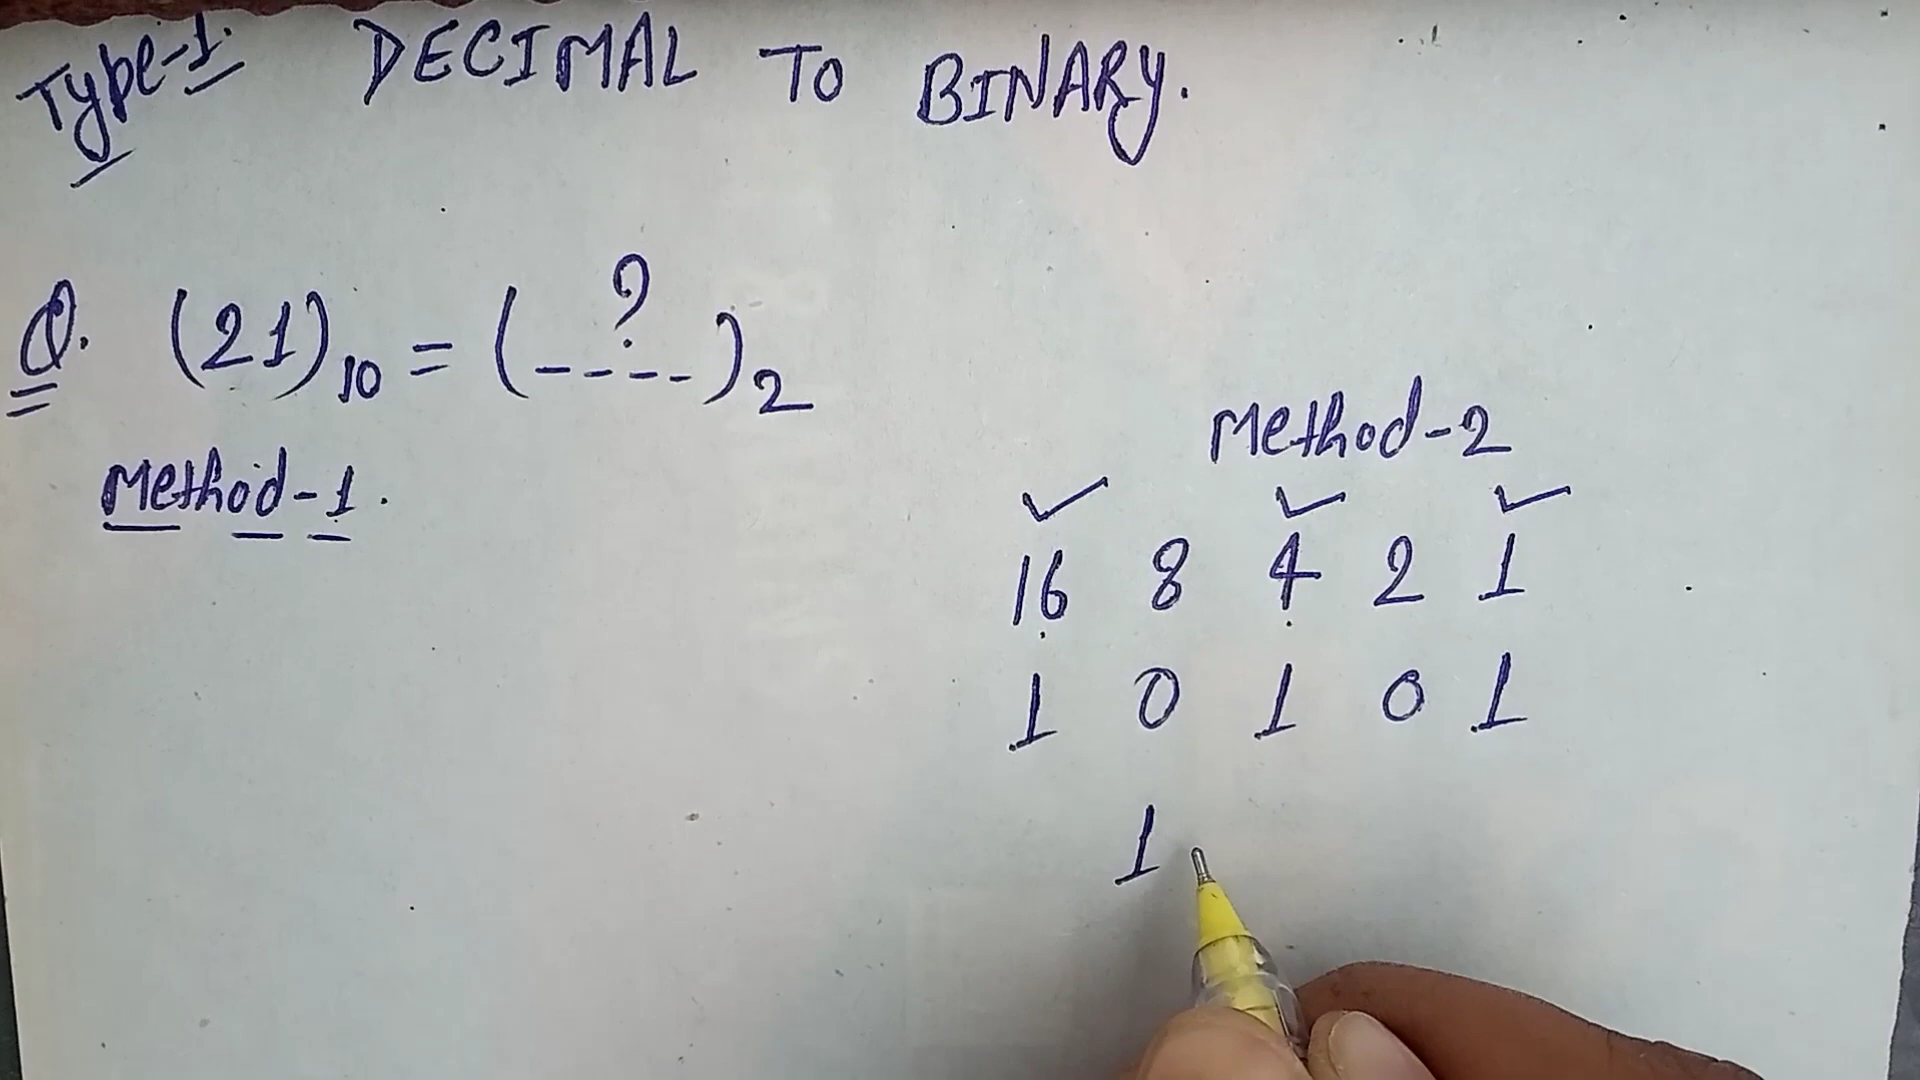 Type-1. DECIMAL TO BINARY.
Q. (21)10 = (----?)2
Method-1.
Method-2
✓ ✓ ✓
16 8 4 2 1
1 0 1 0 1
1